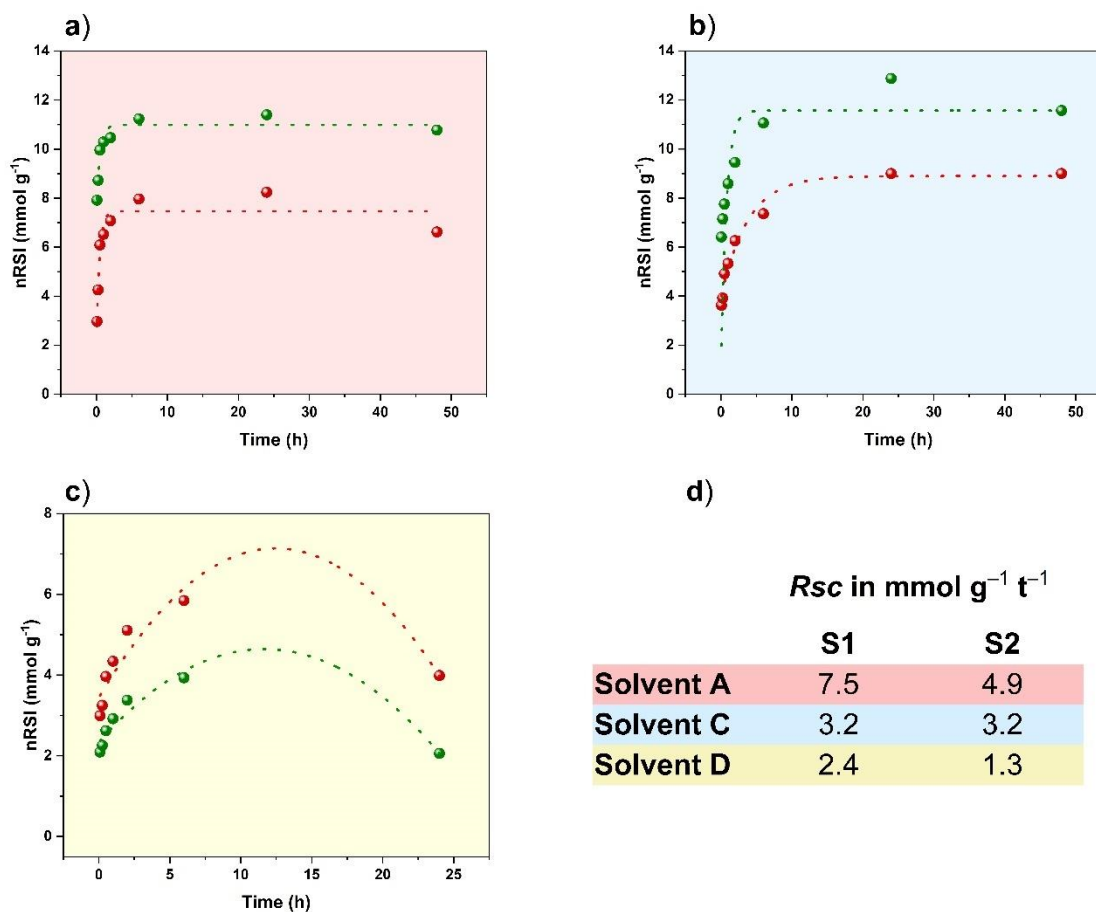 a)
nRSI (mmol g⁻¹)
14
12
10
8
6
4
2
0
0 10 20 30 40 50
Time (h)
b)
nRSI (mmol g⁻¹)
14
12
10
8
6
4
2
0
0 10 20 30 40 50
Time (h)
c)
nRSI (mmol g⁻¹)
8
6
4
2
0
0 5 10 15 20 25
Time (h)
d)
Rsc in mmol g⁻¹ t⁻¹
S1 S2
Solvent A 7.5 4.9
Solvent C 3.2 3.2
Solvent D 2.4 1.3